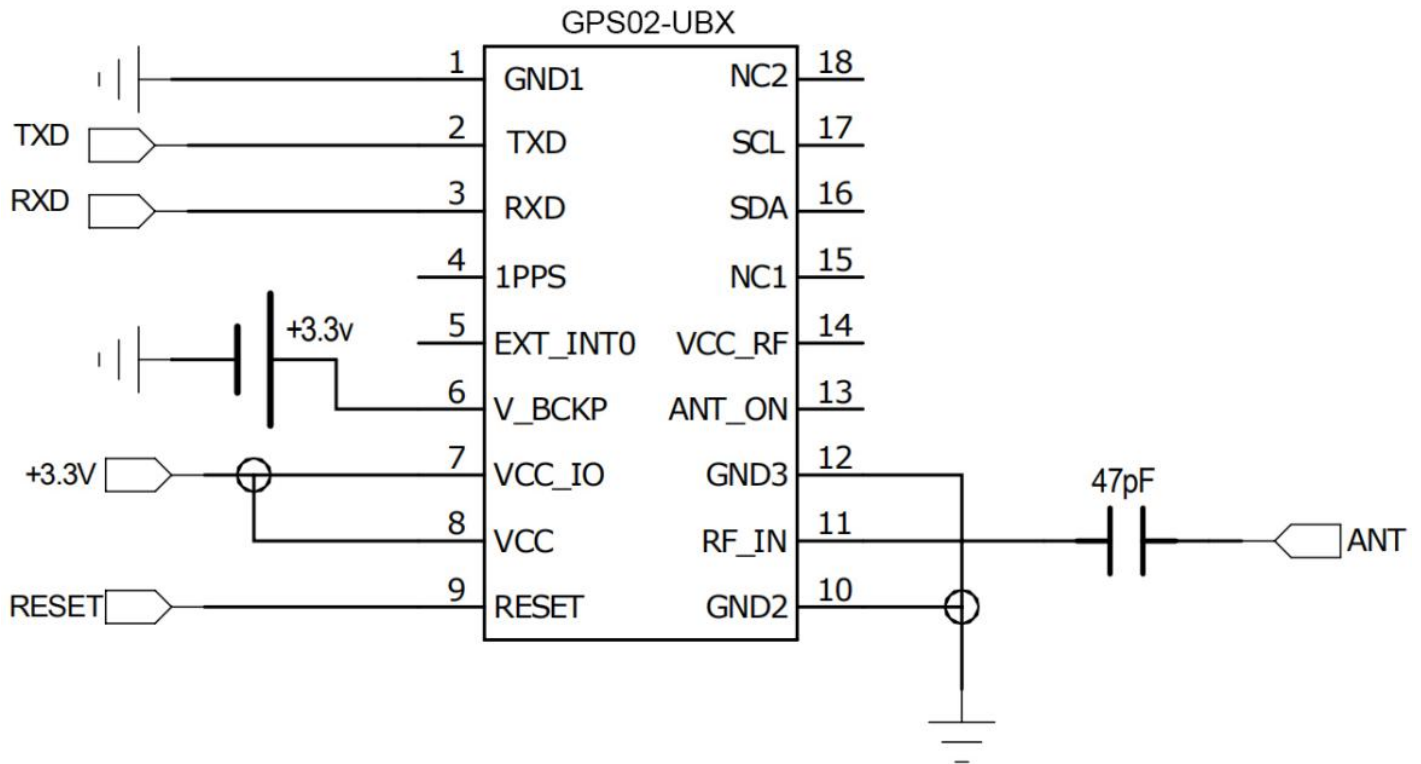 GPS02-UBX
1 GND1 NC2 18
TXD 2 TXD SCL 17
RXD 3 RXD SDA 16
4 1PPS NC1 15
+3.3v 5 EXT_INT0 VCC_RF 14
6 V_BCKP ANT_ON 13
+3.3V 7 VCC_IO GND3 12 47pF
8 VCC RF_IN 11 ANT
RESET 9 RESET GND2 10